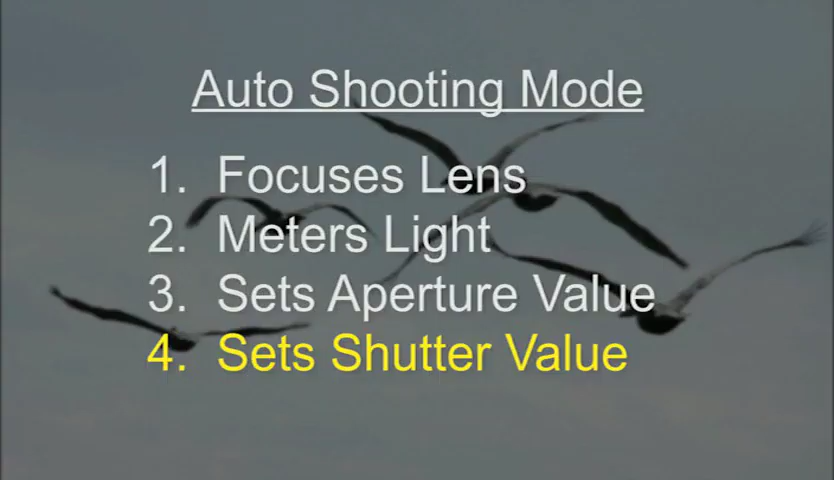 Auto Shooting Mode
1. Focuses Lens
2. Meters Light
3. Sets Aperture Value
4. Sets Shutter Value